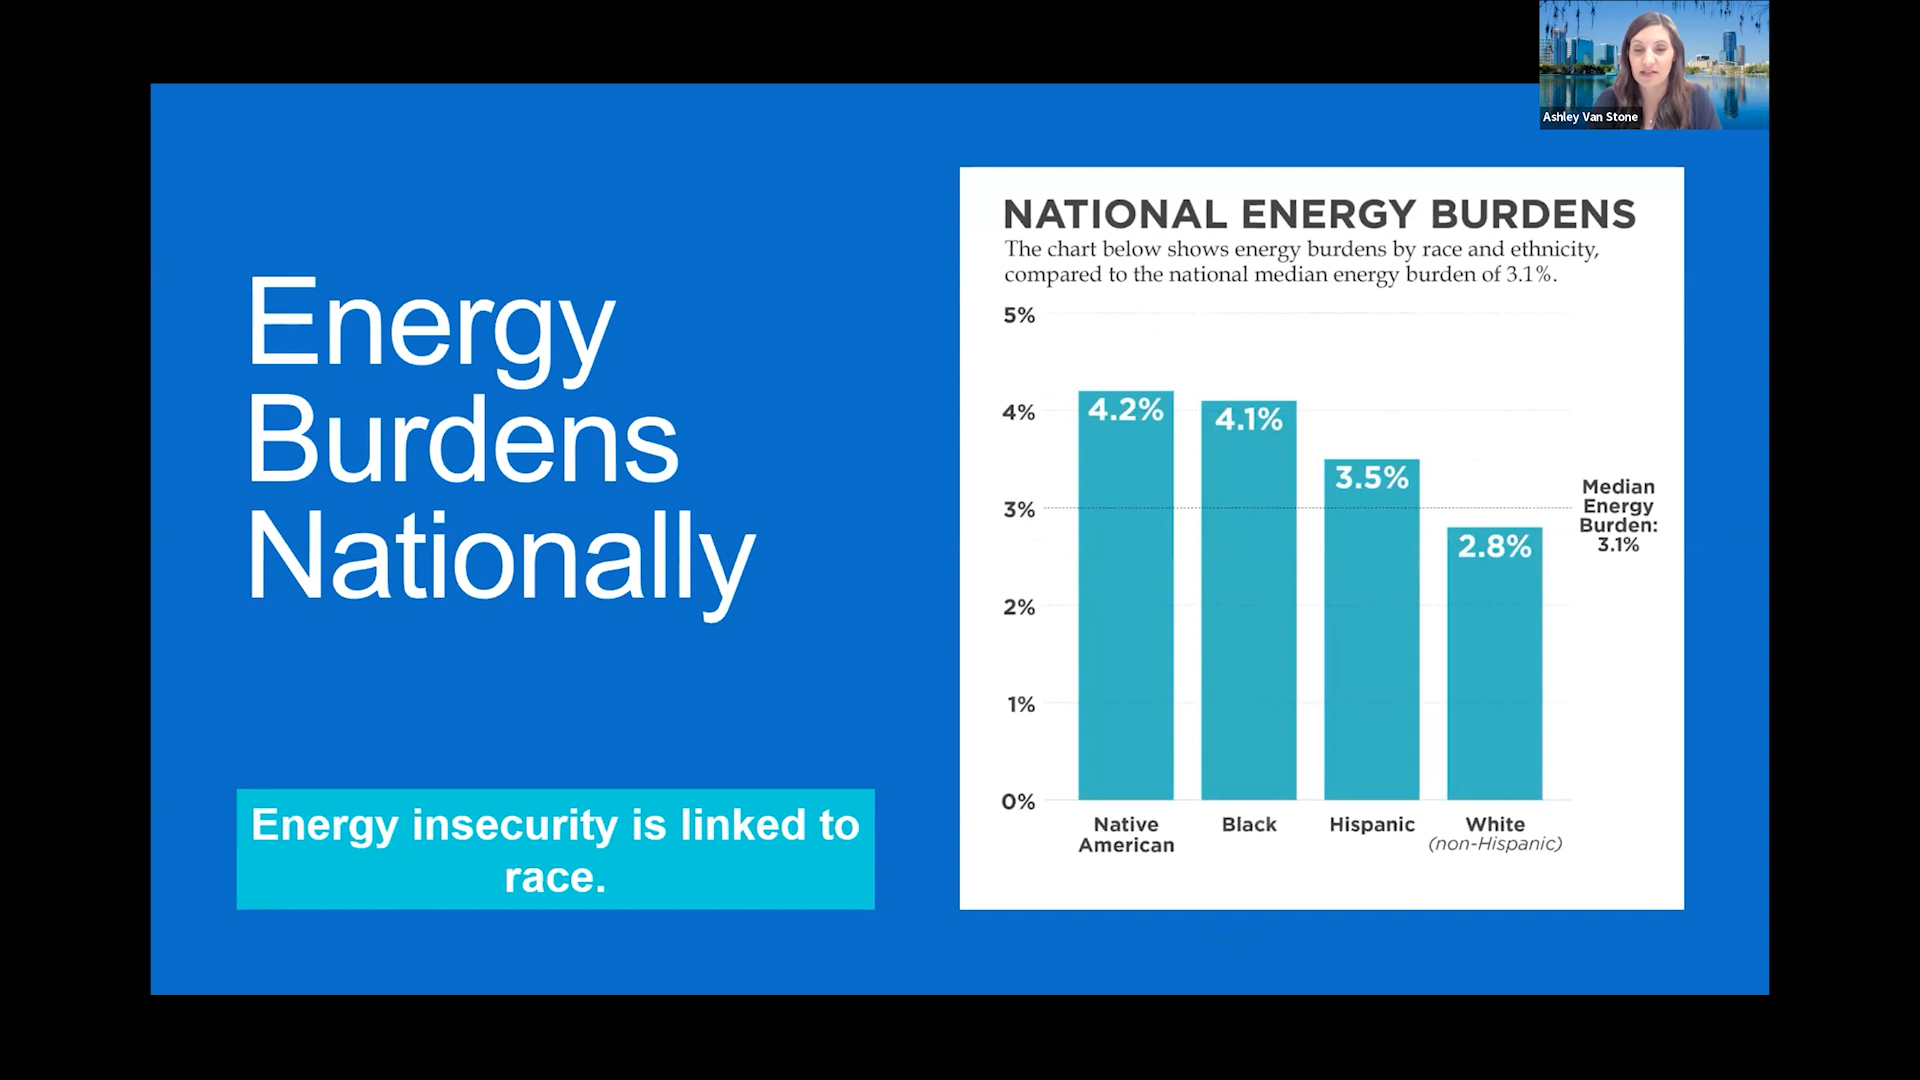 Ashley Van Stone
Energy
Burdens
Nationally
Energy insecurity is linked to
race.
NATIONAL ENERGY BURDENS
The chart below shows energy burdens by race and ethnicity,
compared to the national median energy burden of 3.1%.
5%
4%
3%
2%
1%
0%
4.2%
4.1%
3.5%
2.8%
Median
Energy
Burden:
3.1%
Native
American
Black
Hispanic
White
(non-Hispanic)